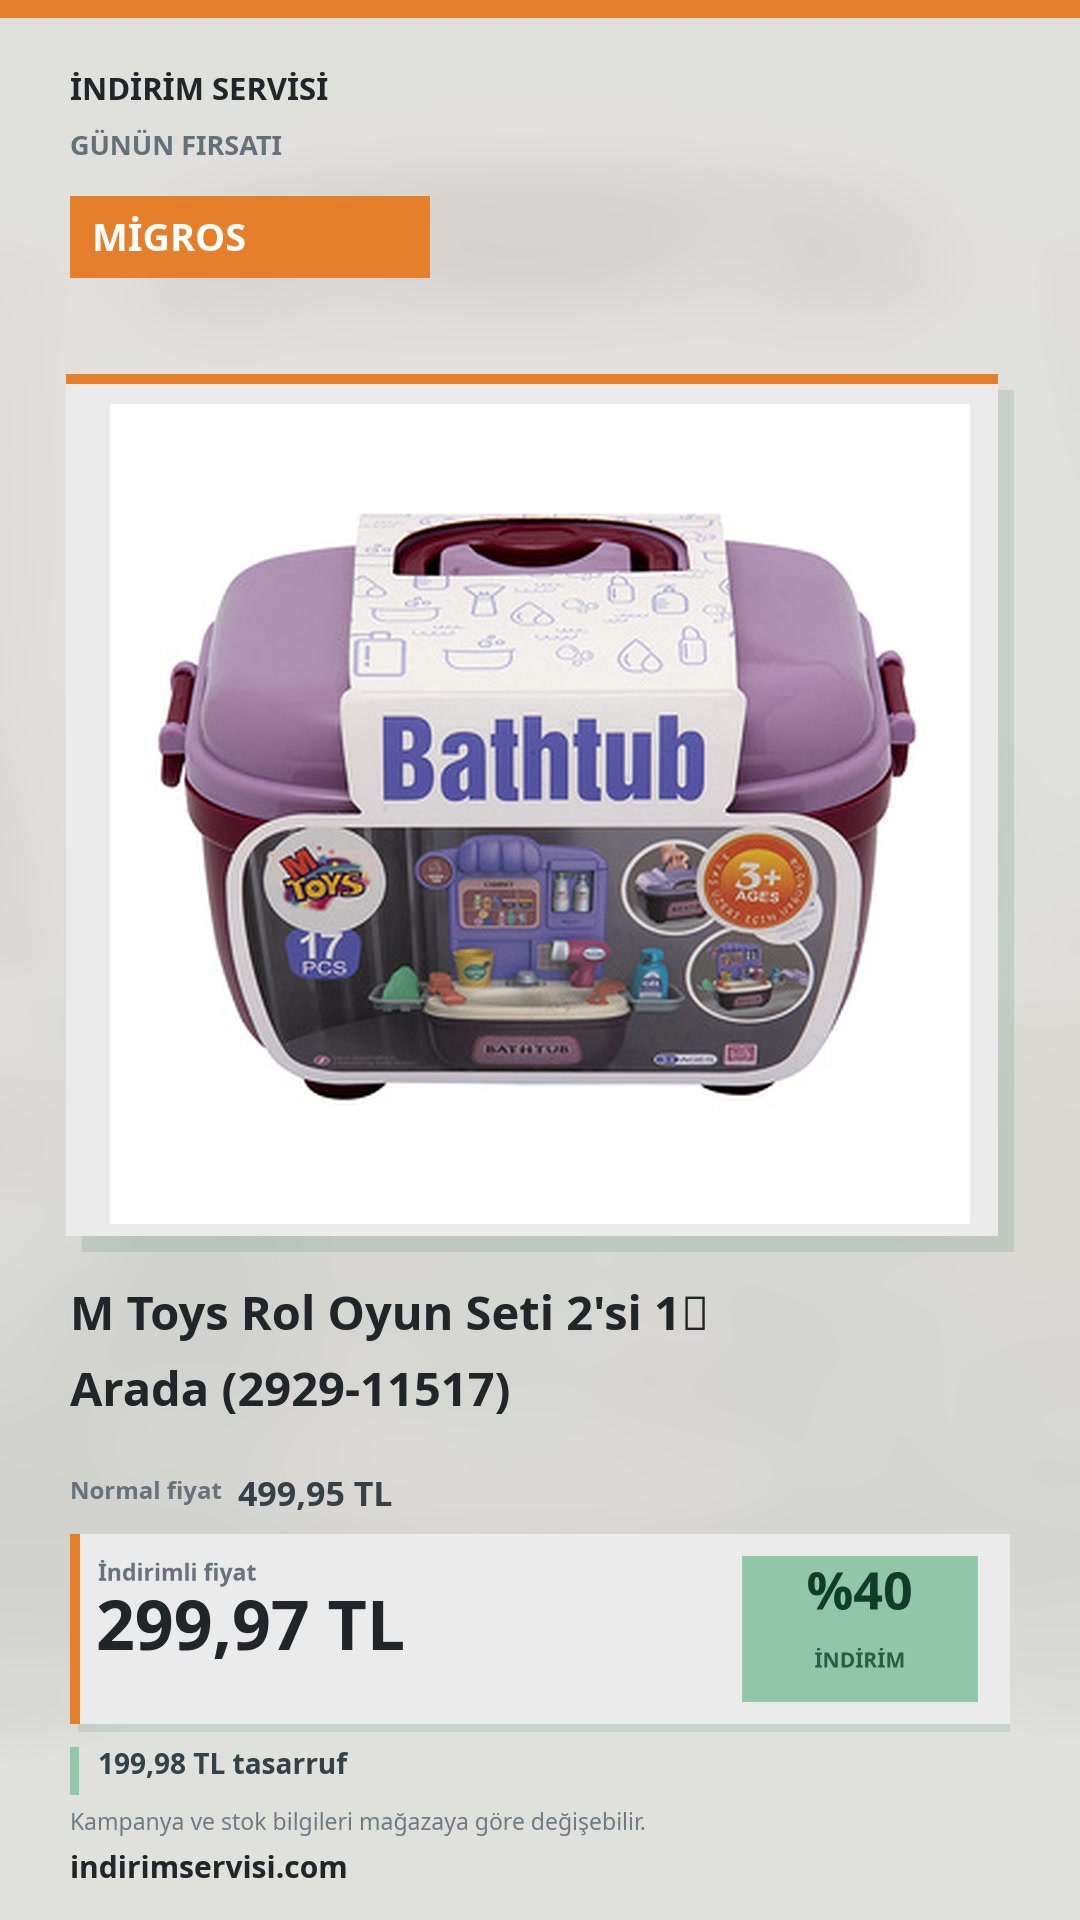 İNDİRİM SERVİSİ
GÜNÜN FIRSATI
MİGROS
Bathtub
M TOYS
17
PCS
3+
AGES
BATHTUB
M Toys Rol Oyun Seti 2'si 1
Arada (2929-11517)
Normal fiyat 499,95 TL
İndirimli fiyat
299,97 TL
%40
İNDİRİM
199,98 TL tasarruf
Kampanya ve stok bilgileri mağazaya göre değişebilir.
indirimservisi.com